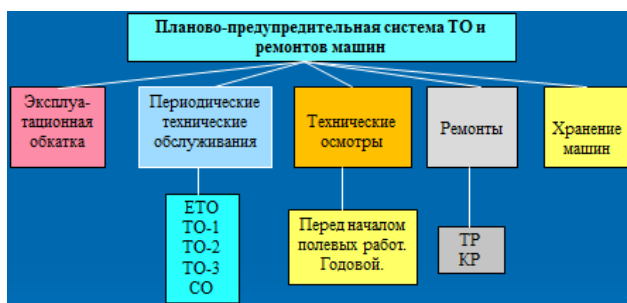 Планово-предупредительная система ТО и
ремонтов машин
Эксплуа-
тационная
обкатка
Периодические
технические
обслуживания
Технические
осмотры
Ремонты
Хранение
машин
ЕТО
ТО-1
ТО-2
ТО-3
СО
Перед началом
полевых работ.
Годовой.
ТР
КР